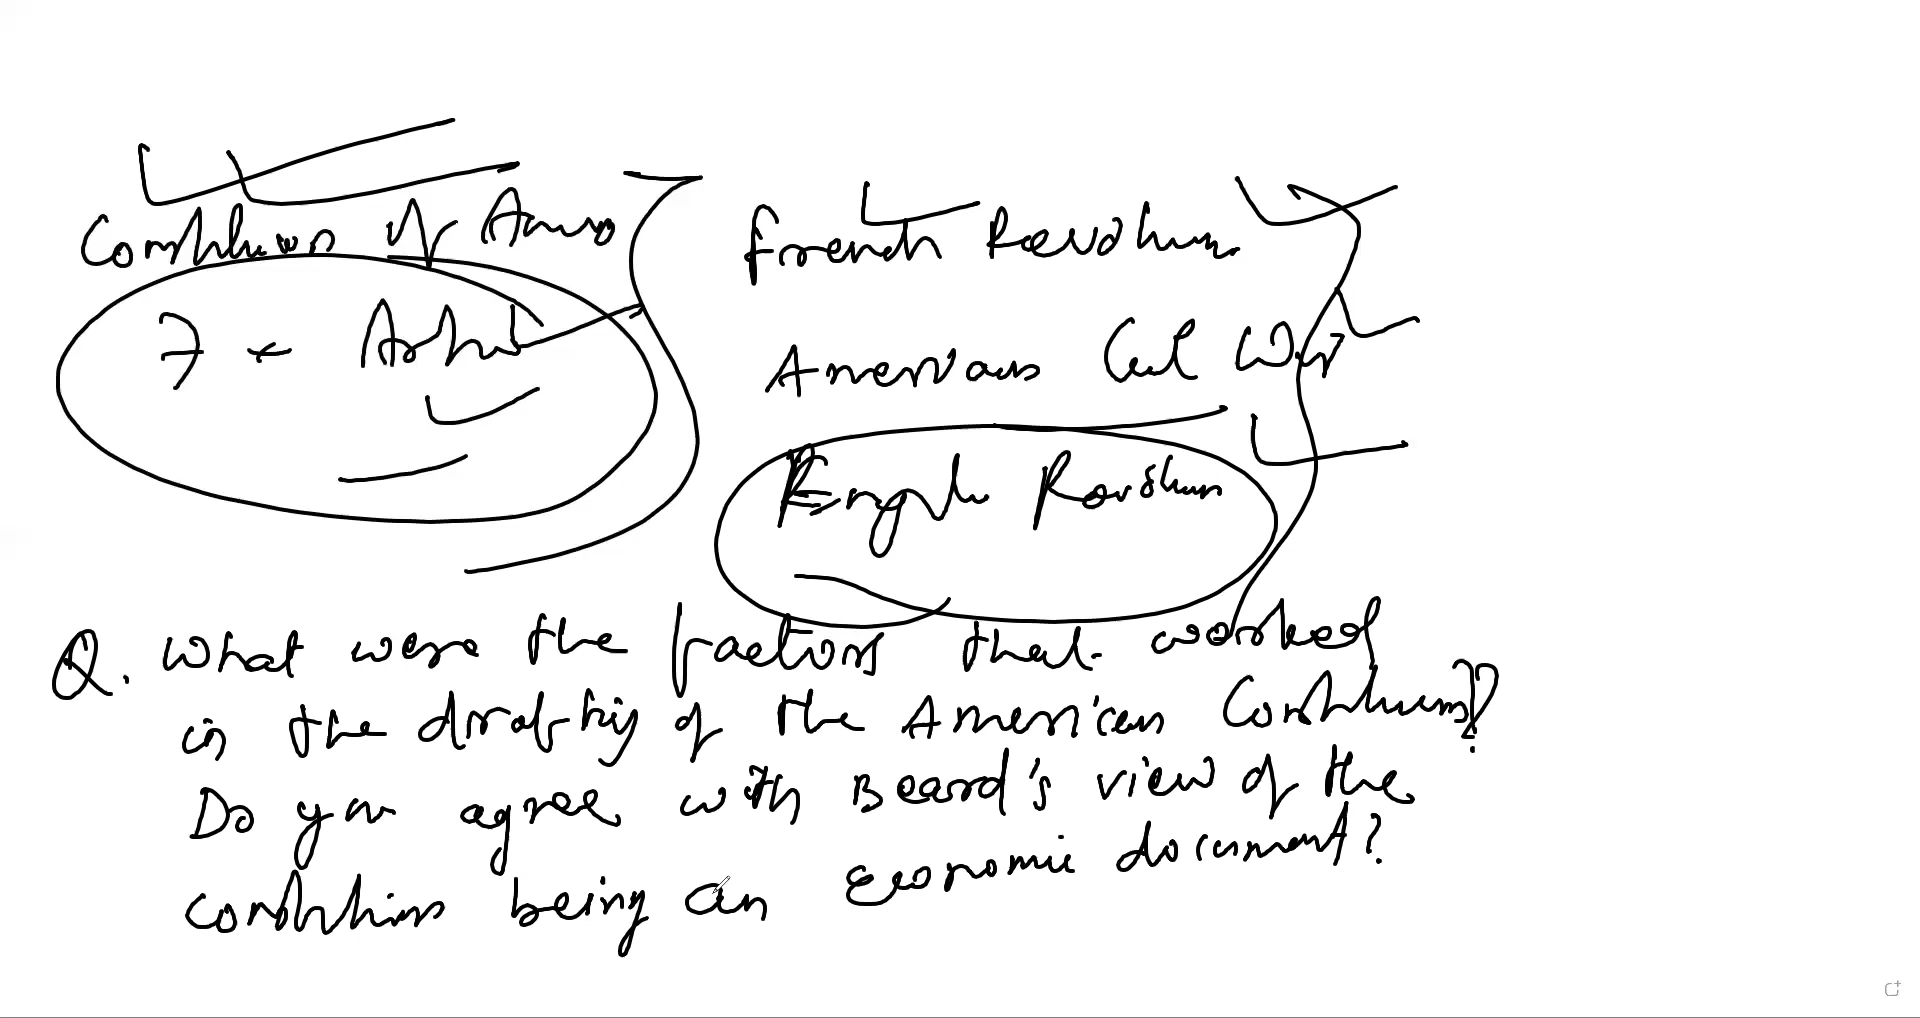 Constitution of America
7 Article
French Revolution
American Civil War
English Revolution
Q. What were the factors that worked
in the drafting of the American Constitution?
Do you agree with Beard's view of the
constitution being an economic document?